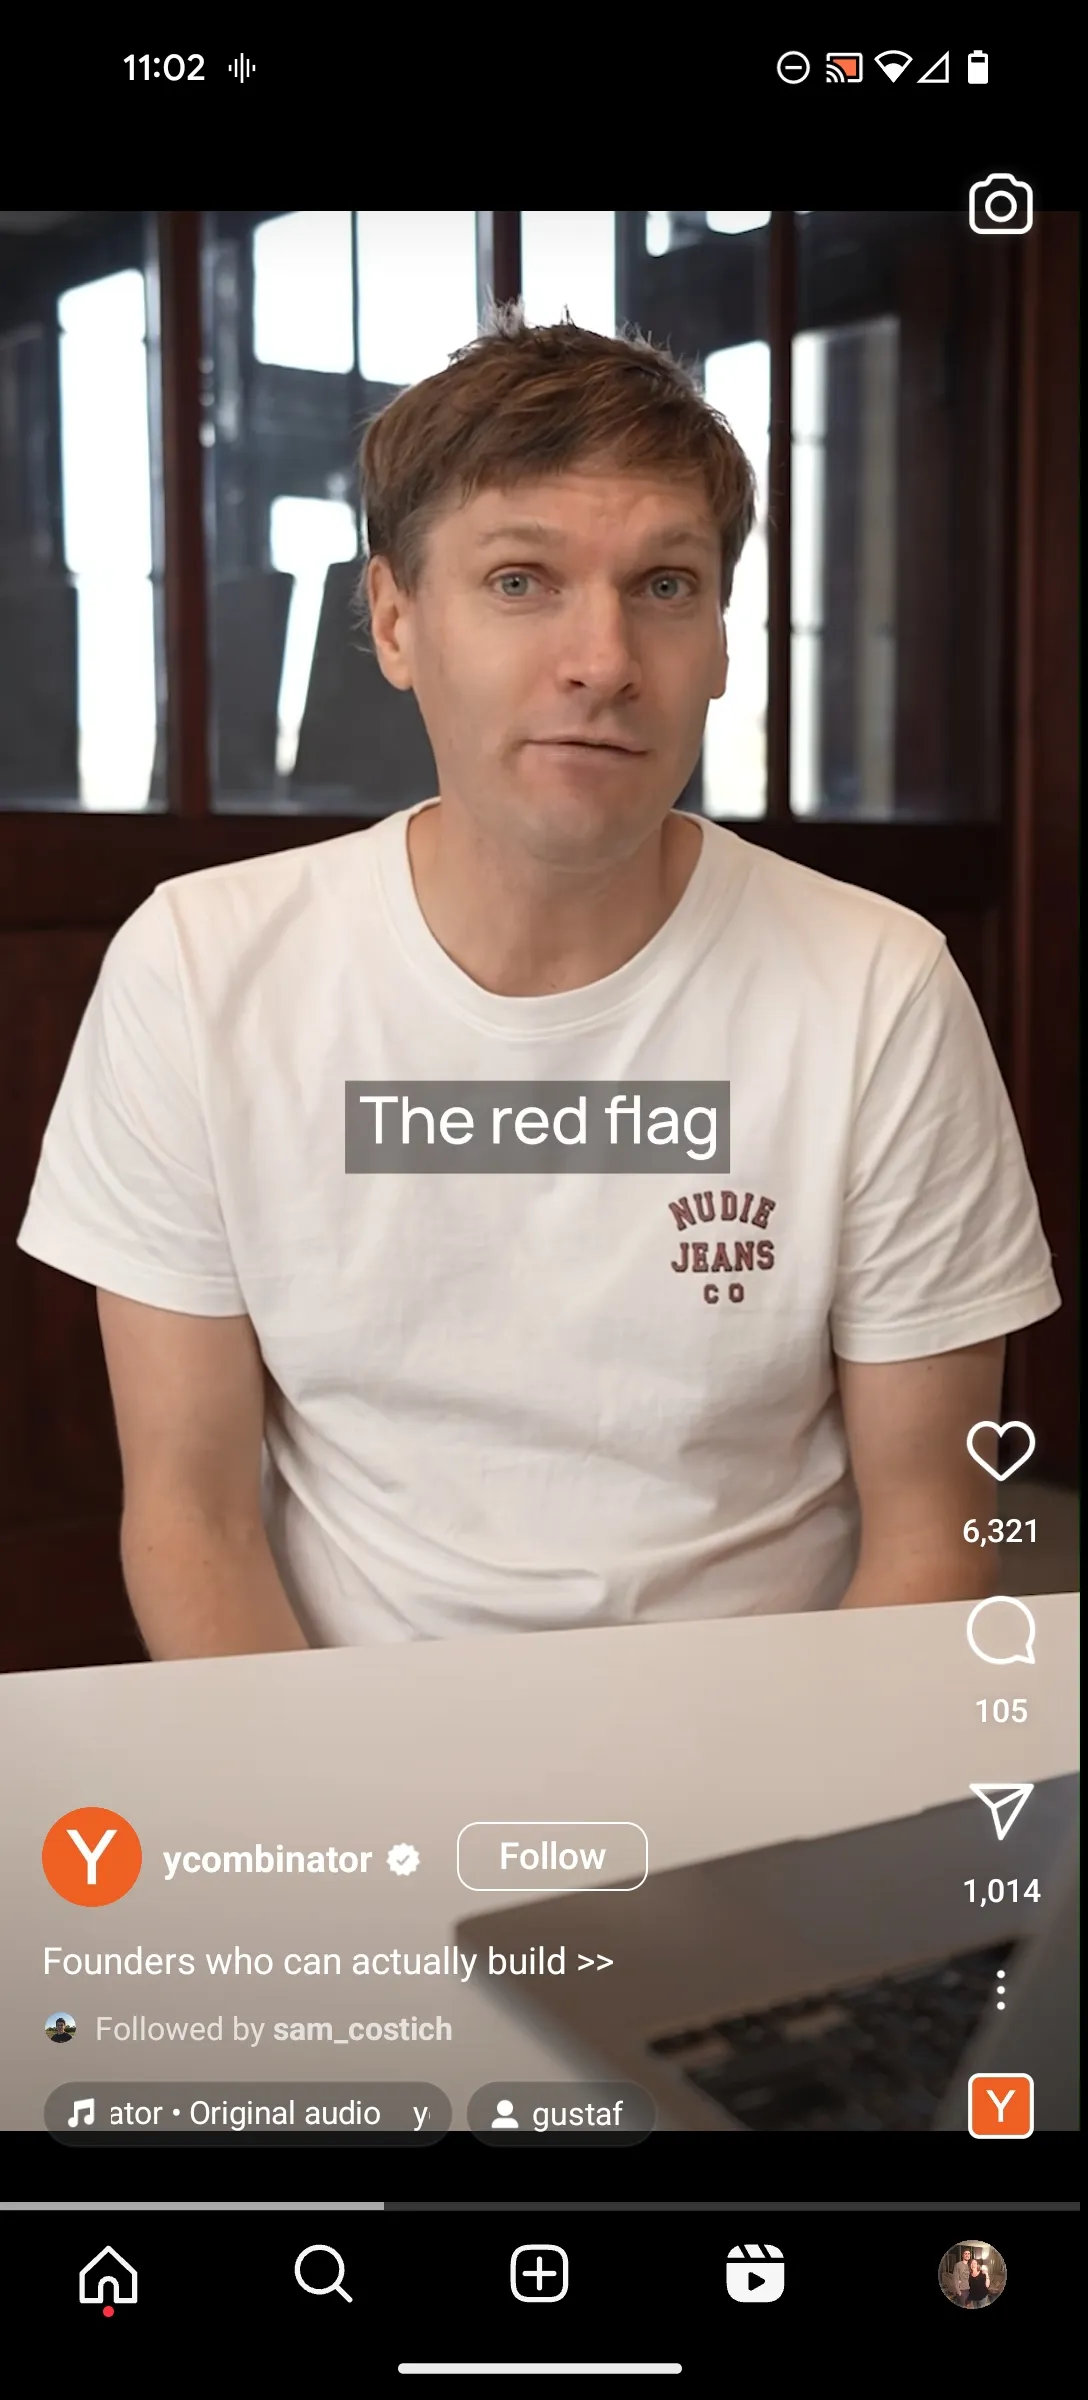 11:02
The red flag
NUDIE
JEANS
CO
6,321
105
1,014
Y
ycombinator
Follow
Founders who can actually build >>
Followed by sam_costich
ator • Original audio
gustaf
Y